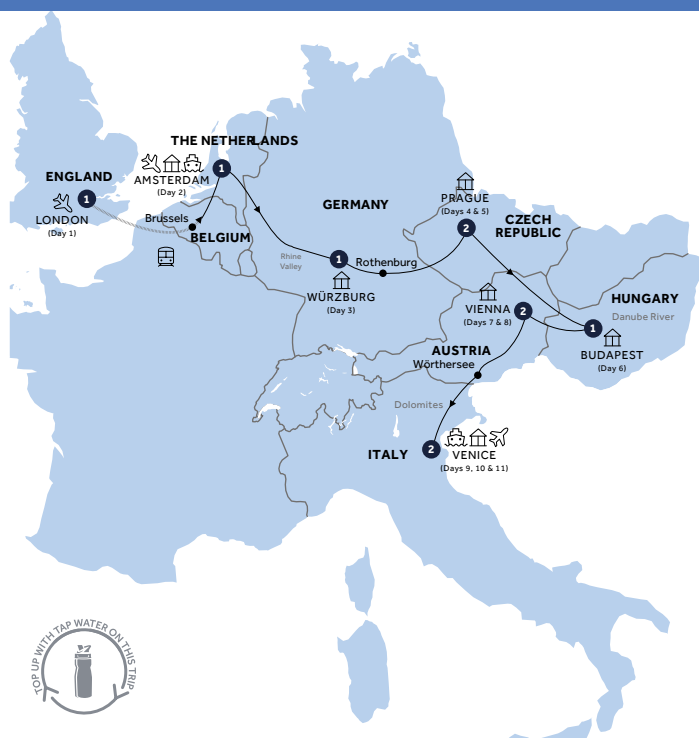 THE NETHERLANDS
AMSTERDAM
(Day 2)
1
ENGLAND
1
LONDON
(Day 1)
Brussels
BELGIUM
GERMANY
PRAGUE
(Days 4 & 5)
2
CZECH
REPUBLIC
Rhine
Valley
1
Rothenburg
WÜRZBURG
(Day 3)
VIENNA
(Days 7 & 8)
2
HUNGARY
Danube River
1
BUDAPEST
(Day 6)
AUSTRIA
Wörthersee
Dolomites
ITALY
2
VENICE
(Days 9, 10 & 11)
TOP UP WITH TAP WATER ON THIS TRIP